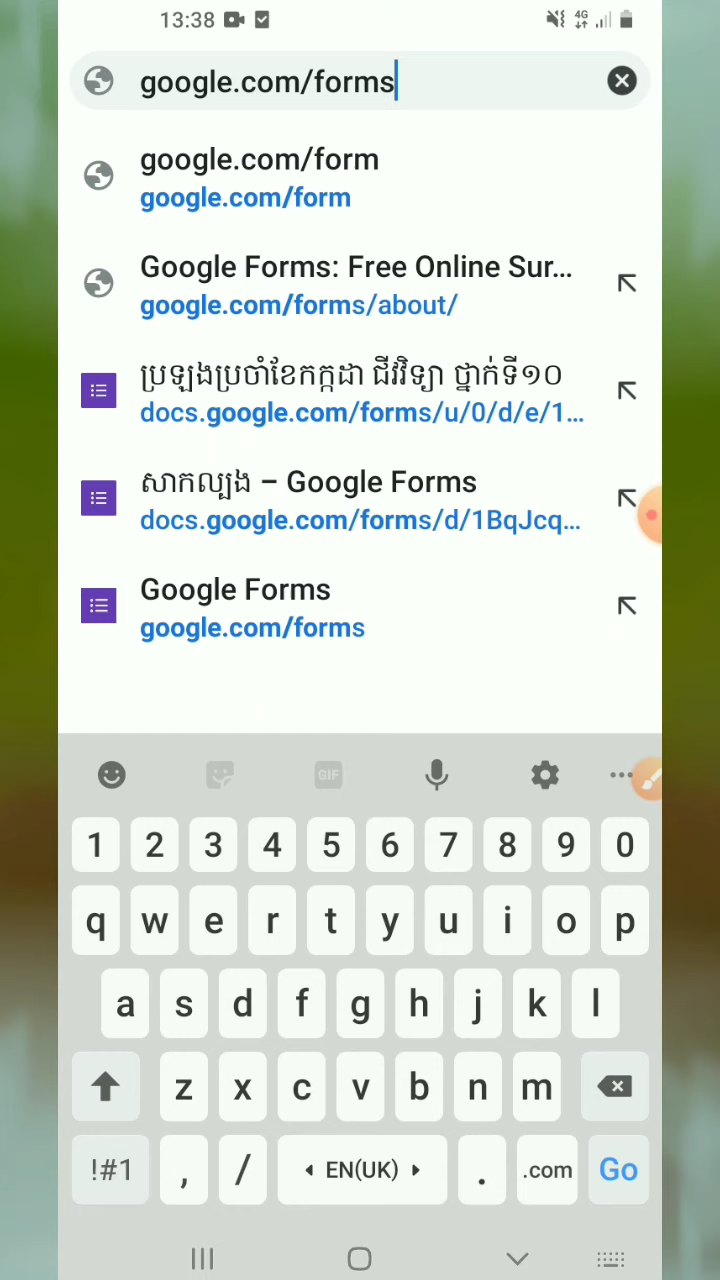 13:38
4G
google.com/forms
google.com/form
google.com/form
Google Forms: Free Online Sur...
google.com/forms/about/
ប្រឡងប្រចាំខែកក្កដា ជីវវិទ្យា ថ្នាក់ទី១០
docs.google.com/forms/u/0/d/e/1...
សាកល្បង – Google Forms
docs.google.com/forms/d/1BqJcq...
Google Forms
google.com/forms
GIF
1 2 3 4 5 6 7 8 9 0
q w e r t y u i o p
a s d f g h j k l
z x c v b n m
!#1 , / EN(UK) . .com Go